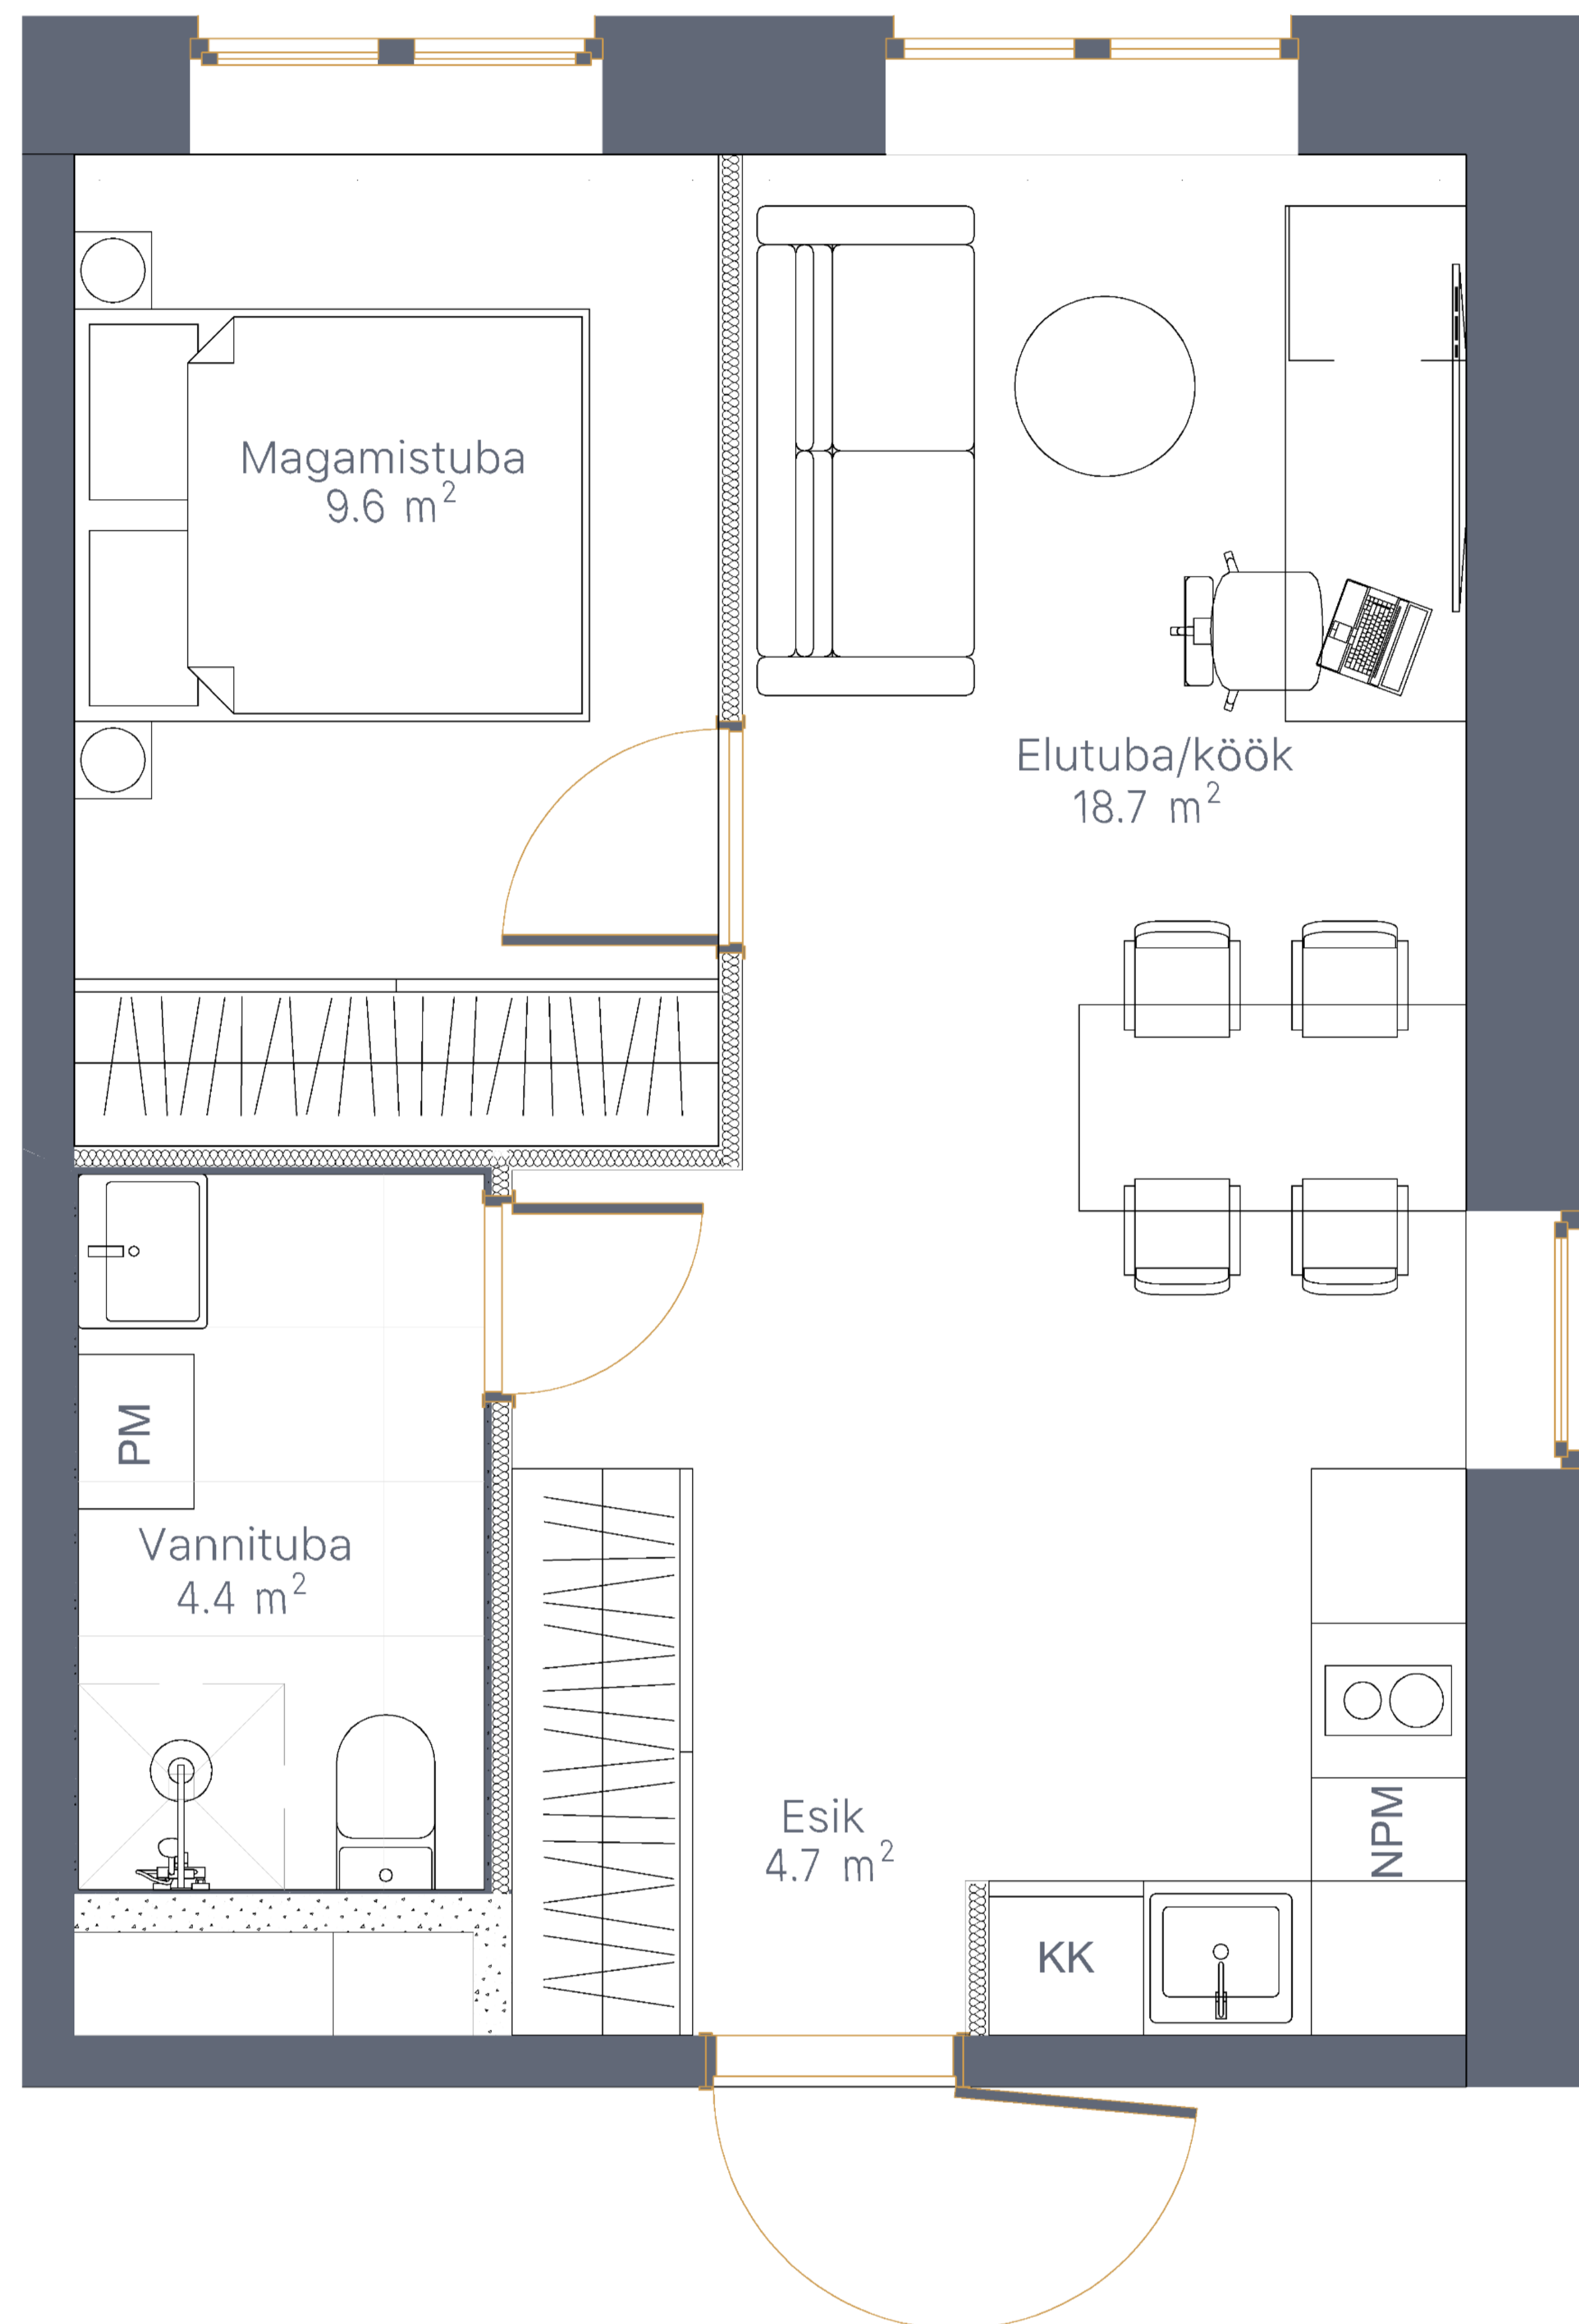 Magamistuba
9.6 m²
Elutuba/köök
18.7 m²
PM
Vannituba
4.4 m²
Esik
4.7 m²
NPM
KK